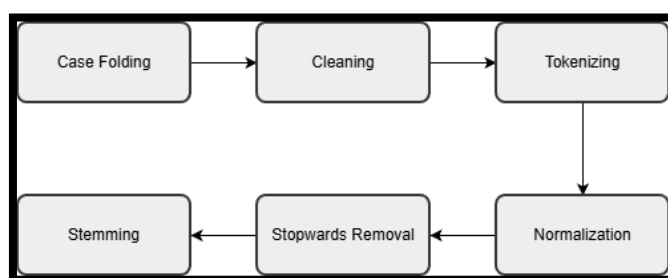 Case Folding
Cleaning
Tokenizing
Normalization
Stopwards Removal
Stemming